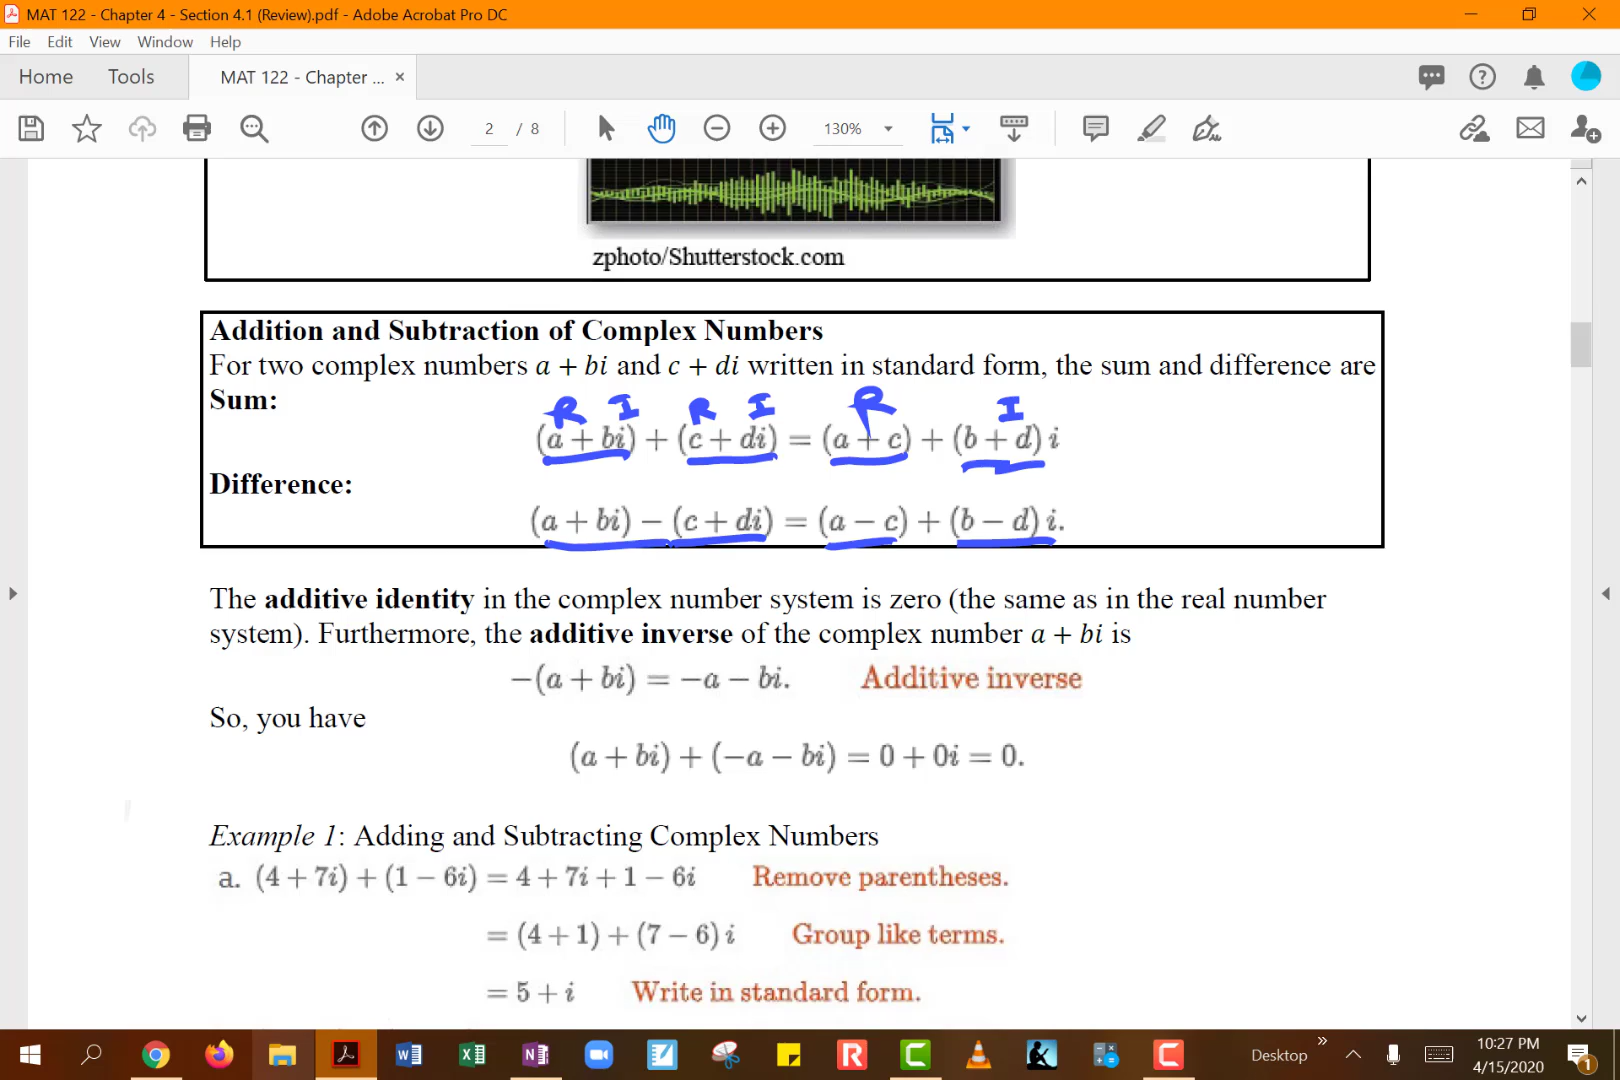 MAT 122 - Chapter 4 - Section 4.1 (Review).pdf - Adobe Acrobat Pro DC
File Edit View Window Help
Home Tools MAT 122 - Chapter ... ×
2 / 8 130%
zphoto/Shutterstock.com
Addition and Subtraction of Complex Numbers
For two complex numbers a + bi and c + di written in standard form, the sum and difference are
Sum:
R I R I R I
(a + bi) + (c + di) = (a + c) + (b + d) i
Difference:
(a + bi) − (c + di) = (a − c) + (b − d) i.
The additive identity in the complex number system is zero (the same as in the real number
system). Furthermore, the additive inverse of the complex number a + bi is
−(a + bi) = −a − bi. Additive inverse
So, you have
(a + bi) + (−a − bi) = 0 + 0i = 0.
Example 1: Adding and Subtracting Complex Numbers
a. (4 + 7i) + (1 − 6i) = 4 + 7i + 1 − 6i Remove parentheses.
= (4 + 1) + (7 − 6) i Group like terms.
= 5 + i Write in standard form.
Desktop
10:27 PM
4/15/2020
1